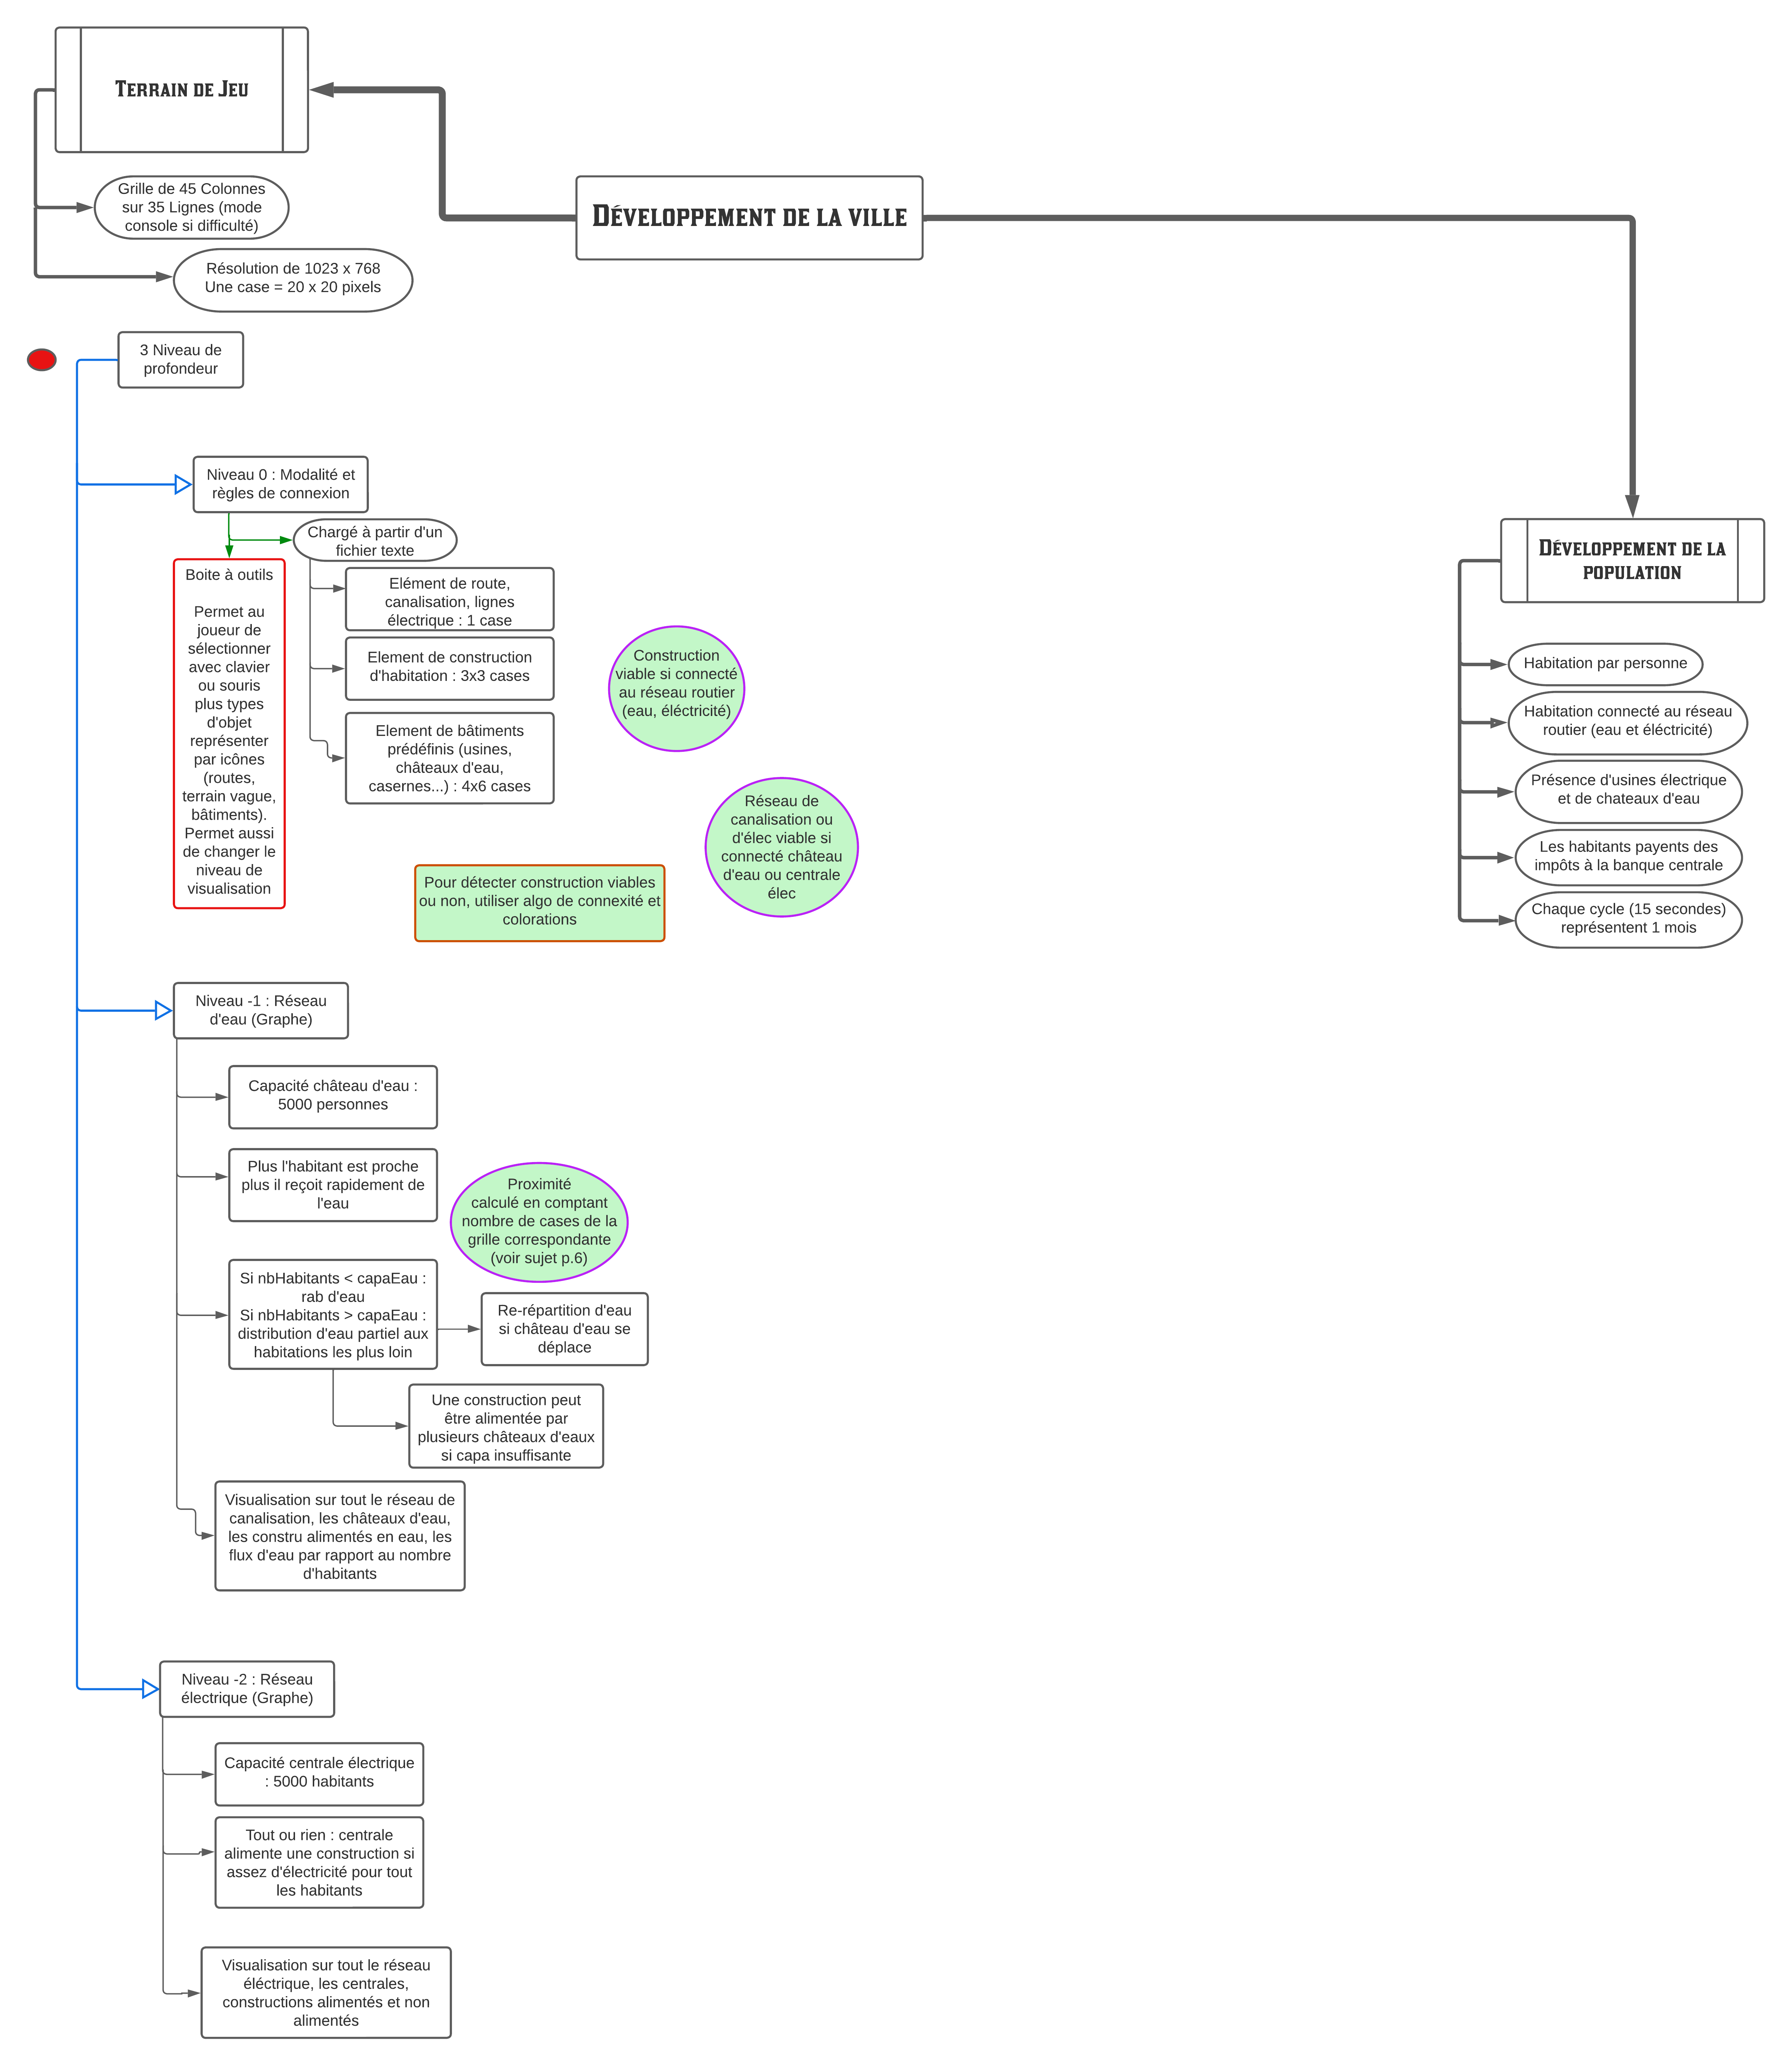 Terrain de Jeu
Grille de 45 Colonnes
sur 35 Lignes (mode
console si difficulté)
Résolution de 1023 x 768
Une case = 20 x 20 pixels
Développement de la ville
3 Niveau de
profondeur
Niveau 0 : Modalité et
règles de connexion
Chargé à partir d'un
fichier texte
Boite à outils
Permet au
joueur de
sélectionner
avec clavier
ou souris
plus types
d'objet
représenter
par icônes
(routes,
terrain vague,
bâtiments).
Permet aussi
de changer le
niveau de
visualisation
Elément de route,
canalisation, lignes
électrique : 1 case
Element de construction
d'habitation : 3x3 cases
Element de bâtiments
prédéfinis (usines,
châteaux d'eau,
casernes...) : 4x6 cases
Construction
viable si connecté
au réseau routier
(eau, éléctricité)
Réseau de
canalisation ou
d'élec viable si
connecté château
d'eau ou centrale
élec
Pour détecter construction viables
ou non, utiliser algo de connexité et
colorations
Développement de la
population
Habitation par personne
Habitation connecté au réseau
routier (eau et éléctricité)
Présence d'usines électrique
et de chateaux d'eau
Les habitants payents des
impôts à la banque centrale
Chaque cycle (15 secondes)
représentent 1 mois
Niveau -1 : Réseau
d'eau (Graphe)
Capacité château d'eau :
5000 personnes
Plus l'habitant est proche
plus il reçoit rapidement de
l'eau
Proximité
calculé en comptant
nombre de cases de la
grille correspondante
(voir sujet p.6)
Si nbHabitants < capaEau :
rab d'eau
Si nbHabitants > capaEau :
distribution d'eau partiel aux
habitations les plus loin
Re-répartition d'eau
si château d'eau se
déplace
Une construction peut
être alimentée par
plusieurs châteaux d'eaux
si capa insuffisante
Visualisation sur tout le réseau de
canalisation, les châteaux d'eau,
les constru alimentés en eau, les
flux d'eau par rapport au nombre
d'habitants
Niveau -2 : Réseau
électrique (Graphe)
Capacité centrale électrique
: 5000 habitants
Tout ou rien : centrale
alimente une construction si
assez d'électricité pour tout
les habitants
Visualisation sur tout le réseau
éléctrique, les centrales,
constructions alimentés et non
alimentés